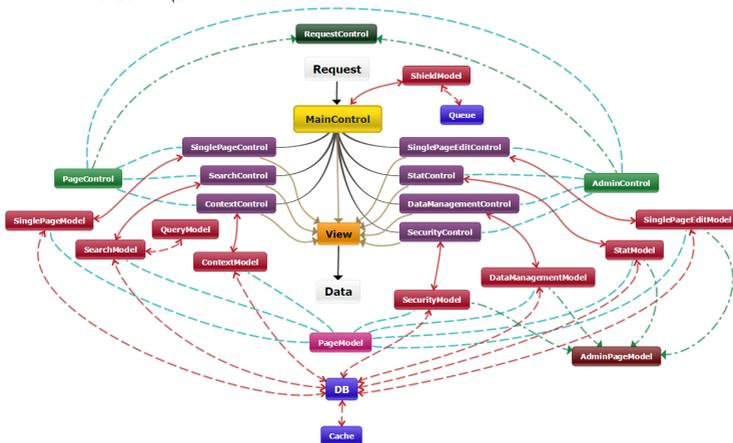 RequestControl
Request
ShieldModel
MainControl
Queue
SinglePageControl
SinglePageEditControl
PageControl
SearchControl
StatControl
AdminControl
ContextControl
DataManagementControl
SinglePageModel
QueryModel
View
SecurityControl
SinglePageEditModel
SearchModel
StatModel
ContextModel
DataManagementModel
Data
SecurityModel
PageModel
AdminPageModel
DB
Cache